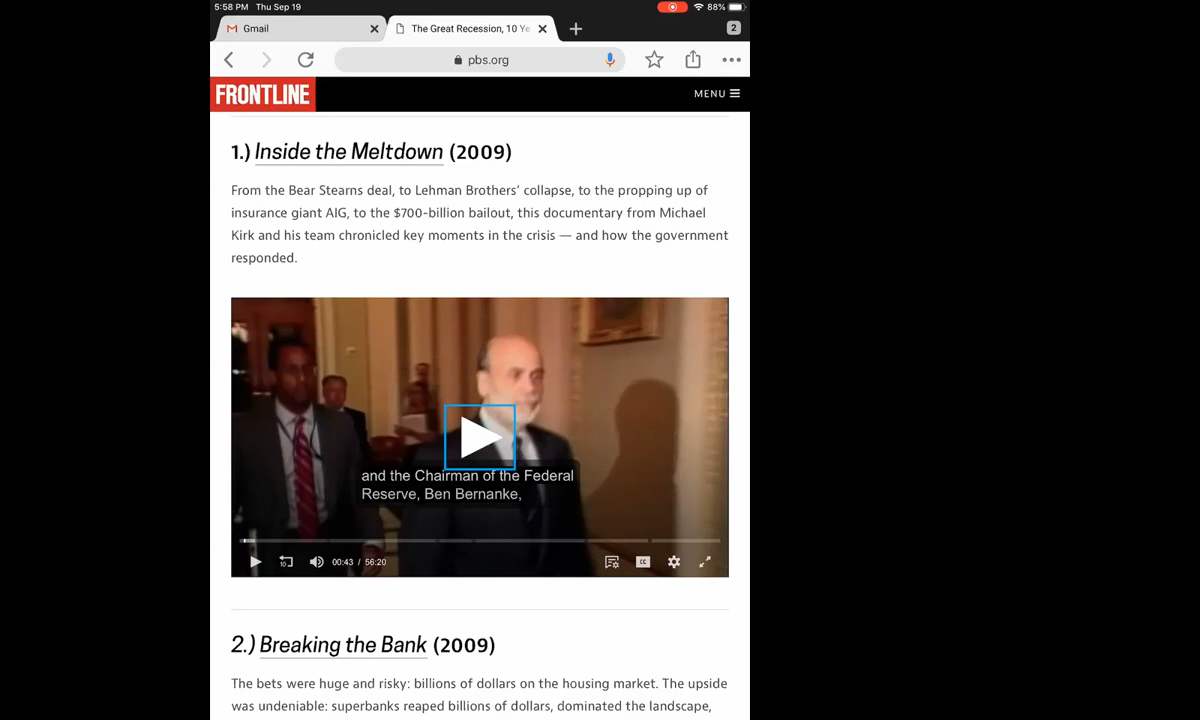 5:58 PM Thu Sep 19
88%
Gmail
The Great Recession, 10 Ye
2
pbs.org
FRONTLINE
MENU
1.) Inside the Meltdown (2009)
From the Bear Stearns deal, to Lehman Brothers' collapse, to the propping up of
insurance giant AIG, to the $700-billion bailout, this documentary from Michael
Kirk and his team chronicled key moments in the crisis — and how the government
responded.
and the Chairman of the Federal
Reserve, Ben Bernanke,
10
00:43 / 56:20
CC
2.) Breaking the Bank (2009)
The bets were huge and risky: billions of dollars on the housing market. The upside
was undeniable: superbanks reaped billions of dollars, dominated the landscape,